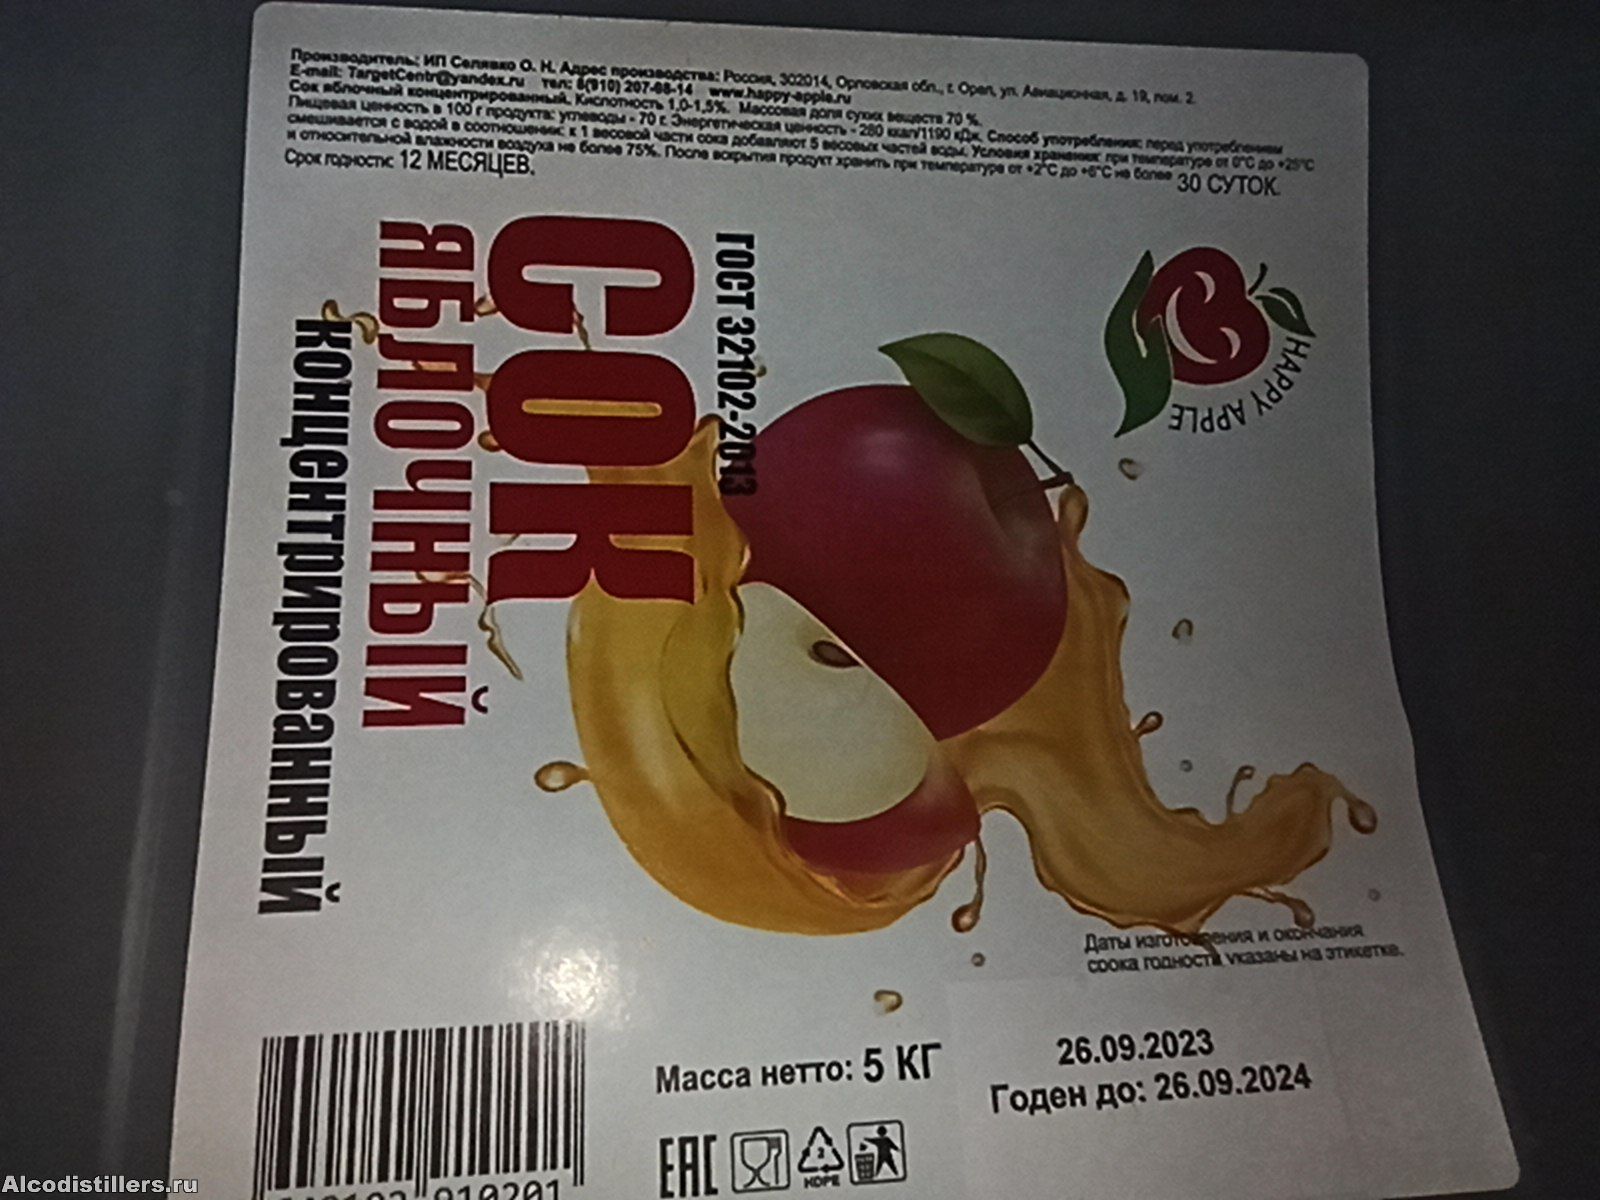 Производитель: ИП Селявко О. Н. Адрес производства: Россия, 302014, Орловская обл., г. Орел, ул. Авиационная, д. 19, пом. 2.
E-mail: TargetCentr@yandex.ru тел: 8(910) 207-68-14 www.happy-apple.ru
Сок яблочный концентрированный. Кислотность 1,0-1,5%. Массовая доля сухих веществ 70 %.
Пищевая ценность в 100 г продукта: углеводы - 70 г. Энергетическая ценность - 280 ккал/1190 кДж. Способ употребления: перед употреблением
смешивается с водой в соотношении: к 1 весовой части сока добавляют 5 весовых частей воды. Условия хранения: при температуре от 0°C до +25°C
и относительной влажности воздуха не более 75%. После вскрытия продукт хранить при температуре от +2°C до +6°C не более 30 СУТОК.
Срок годности: 12 МЕСЯЦЕВ.
ГОСТ 32102-2013
СОК
ЯБЛОЧНЫЙ
концентрированный
HAPPY APPLE
Даты изготовления и окончания
срока годности указаны на этикетке.
26.09.2023
Годен до: 26.09.2024
Масса нетто: 5 КГ
EAC
2
HDPE
910201
Alcodistillers.ru